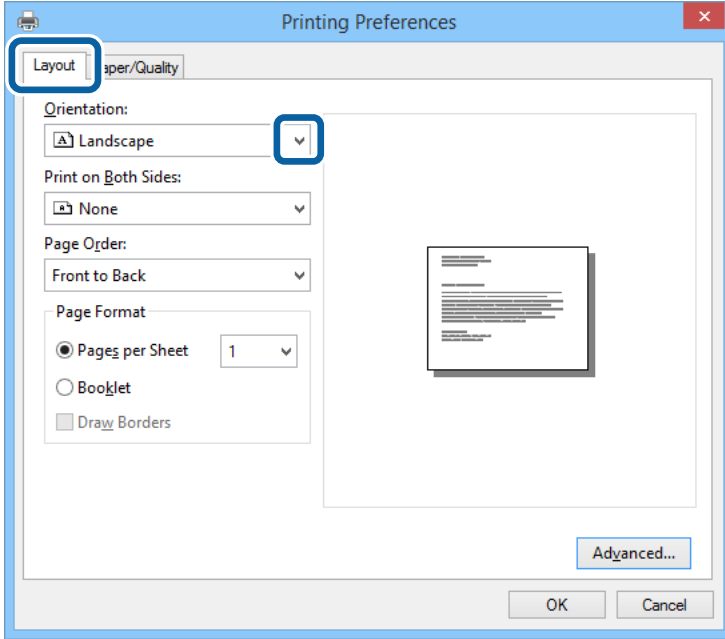 Printing Preferences
Layout
aper/Quality
Orientation:
Landscape
Print on Both Sides:
None
Page Order:
Front to Back
Page Format
Pages per Sheet 1
Booklet
Draw Borders
Advanced...
OK Cancel